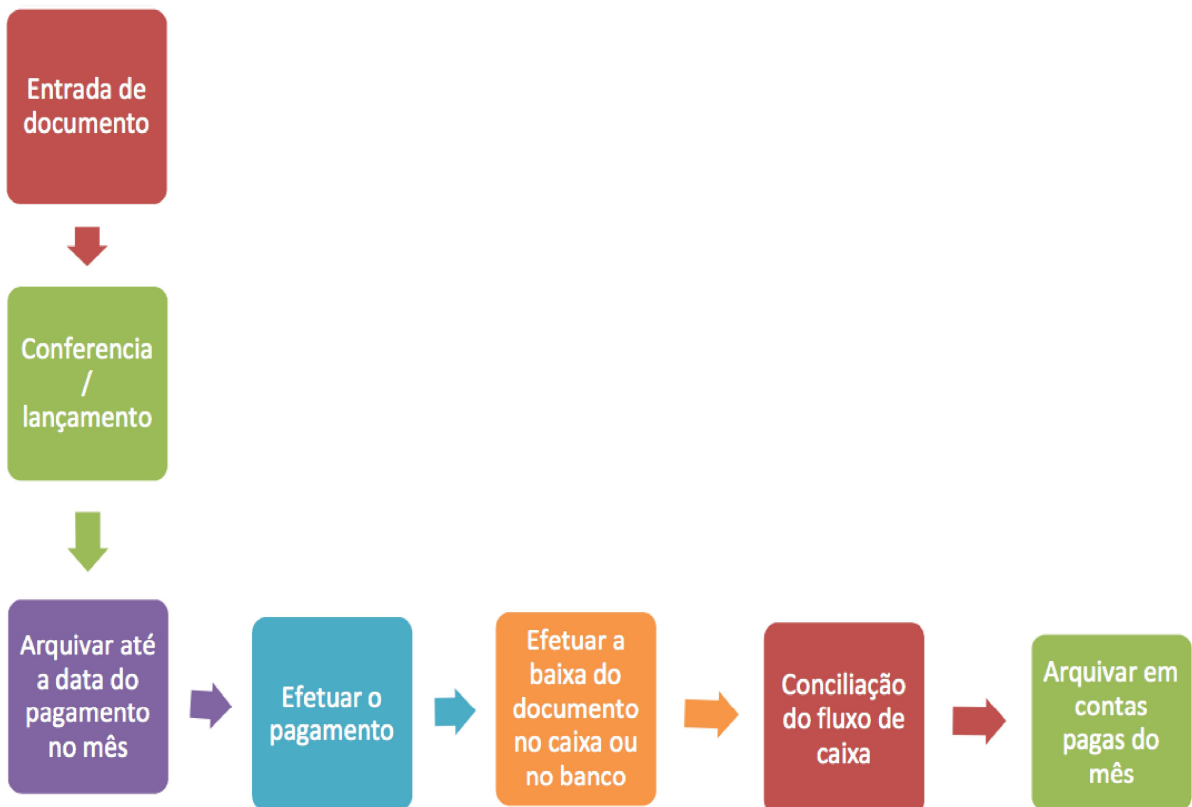 Entrada de
documento
Conferencia
/
lançamento
Arquivar até
a data do
pagamento
no mês
Efetuar o
pagamento
Efetuar a
baixa do
documento
no caixa ou
no banco
Conciliação
do fluxo de
caixa
Arquivar em
contas
pagas do
mês